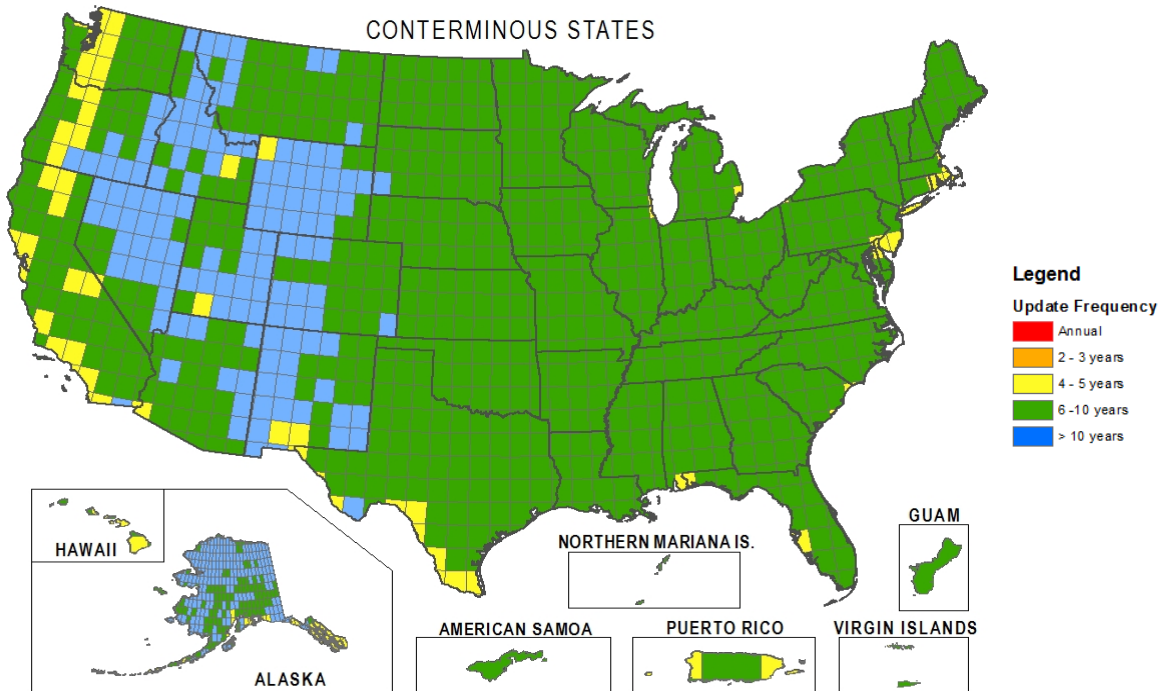 CONTERMINOUS STATES
Legend
Update Frequency
Annual
2 - 3 years
4 - 5 years
6 -10 years
> 10 years
HAWAII
ALASKA
NORTHERN MARIANA IS.
GUAM
AMERICAN SAMOA
PUERTO RICO
VIRGIN ISLANDS